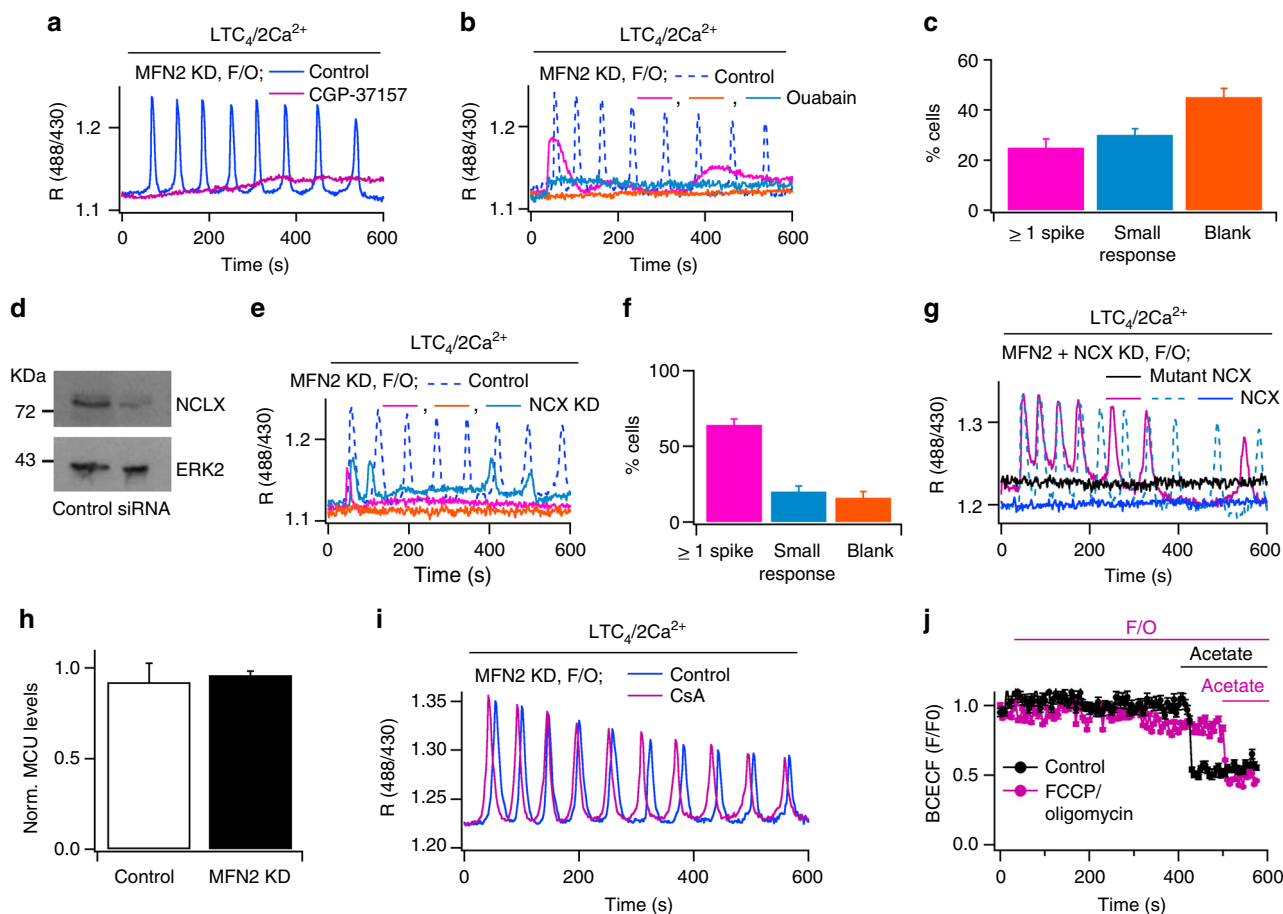 a
LTC₄/2Ca²⁺
MFN2 KD, F/O; Control
CGP-37157
R (488/430)
1.2
1.1
0 200 400 600
Time (s)
b
LTC₄/2Ca²⁺
MFN2 KD, F/O; Control
, , Ouabain
R (488/430)
1.2
1.1
0 200 400 600
Time (s)
c
% cells
60
40
20
0
≥ 1 spike Small response Blank
d
KDa
72
43
NCLX
ERK2
Control siRNA
e
LTC₄/2Ca²⁺
MFN2 KD, F/O; Control
, , NCX KD
R (488/430)
1.2
1.1
0 200 400 600
Time (s)
f
% cells
100
50
0
≥ 1 spike Small response Blank
g
LTC₄/2Ca²⁺
MFN2 + NCX KD, F/O;
Mutant NCX
NCX
R (488/430)
1.3
1.2
0 200 400 600
Time (s)
h
Norm. MCU levels
1.0
0.5
0.0
Control MFN2 KD
i
LTC₄/2Ca²⁺
MFN2 KD, F/O; Control
CsA
R (488/430)
1.35
1.30
1.25
1.20
0 200 400 600
Time (s)
j
F/O
Acetate
Acetate
BCECF (F/F0)
1.0
0.5
0.0
Control
FCCP/
oligomycin
0 200 400 600
Time (s)